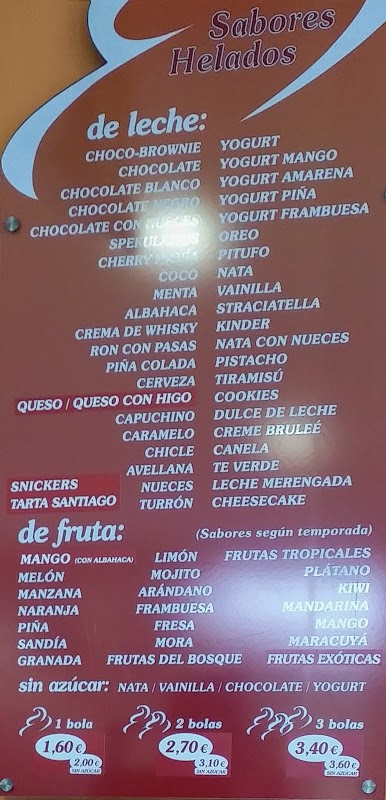 Sabores
Helados
de leche:
CHOCO-BROWNIE
CHOCOLATE
CHOCOLATE BLANCO
CHOCOLATE NEGRO
CHOCOLATE CON NUECES
CHERRY
COCO
MENTA
ALBAHACA
CREMA DE WHISKY
RON CON PASAS
PIÑA COLADA
CERVEZA
QUESO / QUESO CON HIGO
CAPUCHINO
CARAMELO
CHICLE
AVELLANA
SNICKERS NUECES
TARTA SANTIAGO TURRÓN
YOGURT
YOGURT MANGO
YOGURT AMARENA
YOGURT PIÑA
YOGURT FRAMBUESA
OREO
PITUFO
NATA
VAINILLA
STRACIATELLA
KINDER
NATA CON NUECES
PISTACHO
TIRAMISÚ
COOKIES
DULCE DE LECHE
CREME BRULEÉ
CANELA
TE VERDE
LECHE MERENGADA
CHEESECAKE
de fruta:
(Sabores según temporada)
MANGO (CON ALBAHACA)
MELÓN
MANZANA
NARANJA
PIÑA
SANDÍA
GRANADA
LIMÓN
MOJITO
ARÁNDANO
FRAMBUESA
FRESA
MORA
FRUTAS DEL BOSQUE
FRUTAS TROPICALES
PLÁTANO
KIWI
MANDARINA
MANGO
MARACUYÁ
FRUTAS EXÓTICAS
sin azúcar: NATA / VAINILLA / CHOCOLATE / YOGURT
1 bola
1,60 €
2,00 €
SIN AZÚCAR
2 bolas
2,70 €
3,10 €
SIN AZÚCAR
3 bolas
3,40 €
3,60 €
SIN AZÚCAR